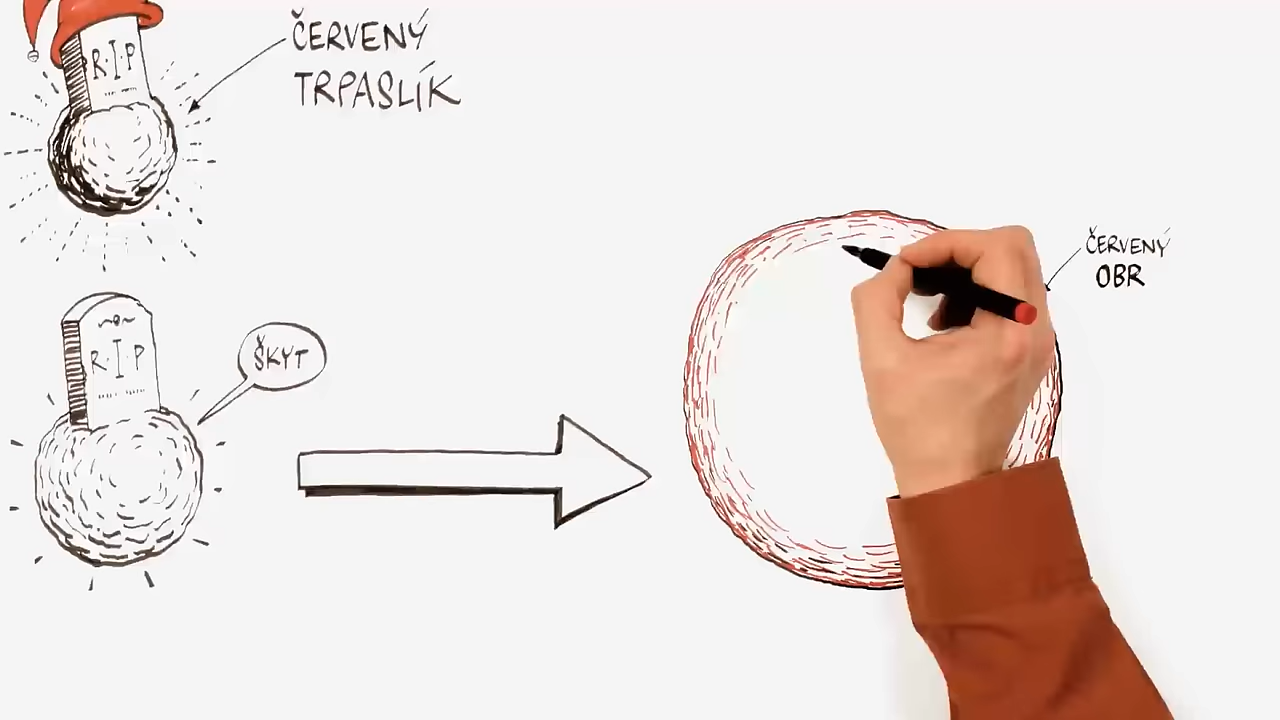 R.I.P
ČERVENÝ
TRPASLÍK
R.I.P
ŠKYT
ČERVENÝ
OBR